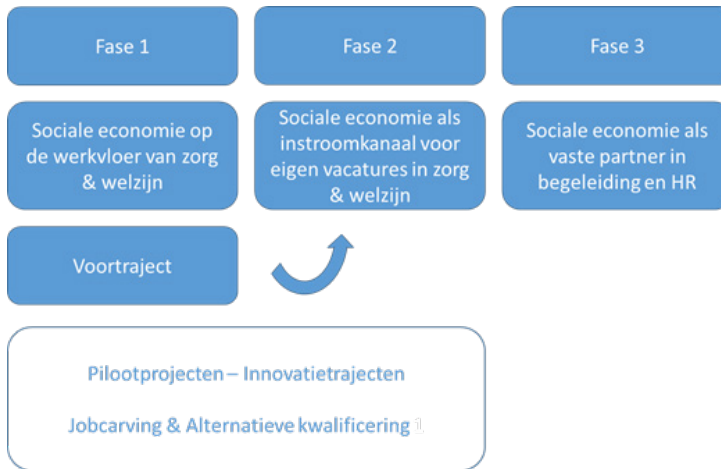 Fase 1
Fase 2
Fase 3
Sociale economie op
de werkvloer van zorg
& welzijn
Sociale economie als
instroomkanaal voor
eigen vacatures in zorg
& welzijn
Sociale economie als
vaste partner in
begeleiding en HR
Voortraject
Pilootprojecten – Innovatietrajecten
Jobcarving & Alternatieve kwalificering 1